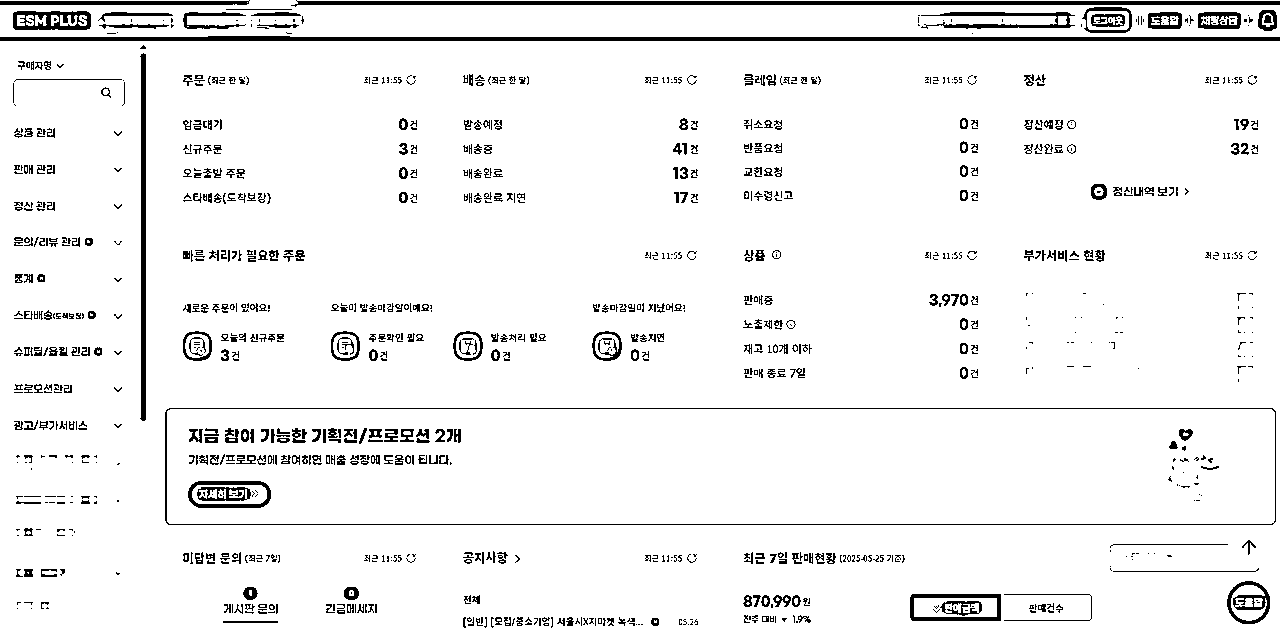 ESM PLUS
로그아웃 도움말 채팅상담
구매자명
상품 관리
판매 관리
정산 관리
문의/리뷰 관리
통계
스타배송(도착보장)
슈퍼딜/용릴 관리
프로모션관리
광고/부가서비스
주문 (최근 한 달) 최근 11:55
입금대기 0건
신규주문 3건
오늘출발 주문 0건
스타배송(도착보장) 0건
배송 (최근 한 달) 최근 11:55
발송예정 8건
배송중 41건
배송완료 13건
배송완료 지연 17건
클레임 (최근 한 달) 최근 11:55
취소요청 0건
반품요청 0건
교환요청 0건
미수령신고 0건
정산 최근 11:55
정산예정 19건
정산완료 32건
정산내역 보기 >
빠른 처리가 필요한 주문 최근 11:55
새로운 주문이 있어요!
오늘의 신규주문
3건
오늘이 발송마감일이에요!
주문확인 필요
0건
발송처리 필요
0건
발송마감일이 지났어요!
발송지연
0건
상품 최근 11:55
판매중 3,970건
노출제한 0건
재고 10개 이하 0건
판매 종료 7일 0건
부가서비스 현황 최근 11:55
지금 참여 가능한 기획전/프로모션 2개
기획전/프로모션에 참여하면 매출 성장에 도움이 됩니다.
자세히 보기
미답변 문의 (최근 7일) 최근 11:55
0 0
게시판 문의 긴급메세지
공지사항 > 최근 11:55
전체
[일반] [모집/중소기업] 서울시X지마켓 녹색... 05.26
최근 7일 판매현황 (2025-05-25 기준)
870,990원
전주 대비 ▼ 1.9%
판매금액 판매건수
도움말